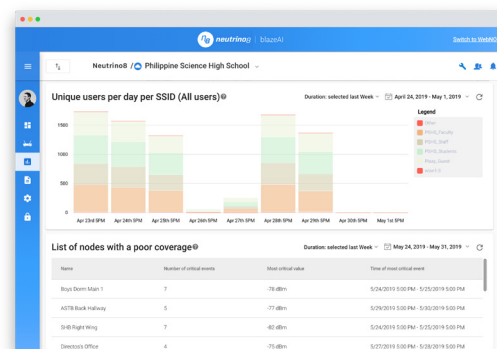 neutrino8 | blazeAI
Switch to WebNO
Neutrino8 / Philippine Science High School
Unique users per day per SSID (All users)
Duration: selected last Week
April 24, 2019 - May 1, 2019
Legend
other
PSHS_Faculty
PSHS_Staff
PSHS_Students
1500
1000
500
0
Apr 23rd 5PM
Apr 24th 5PM
Apr 25th 5PM
Apr 26th 5PM
Apr 27th 5PM
Apr 28th 5PM
Apr 29th 5PM
Apr 30th 5PM
May 1st 5PM
List of nodes with a poor coverage
Duration: selected last Week
May 24, 2019 - May 31, 2019
Name Number of critical events Most critical value Time of most critical event
Boys Dorm Main 1 7 -78 dBm 5/24/2019 5:00 PM - 5/25/2019 5:00 PM
ASTB Back Hallway 5 -77 dBm 5/29/2019 5:00 PM - 5/30/2019 5:00 PM
SHB Right Wing 7 -82 dBm 5/24/2019 5:00 PM - 5/25/2019 5:00 PM
Director's Office 4 -75 dBm 5/27/2019 5:00 PM - 5/28/2019 5:00 PM